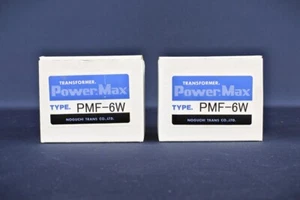 TRANSFORMER.
Power Max
TYPE. PMF-6W
NOGUCHI TRANS CO.,LTD.
TRANSFORMER.
Power Max
TYPE. PMF-6W
NOGUCHI TRANS CO.,LTD.